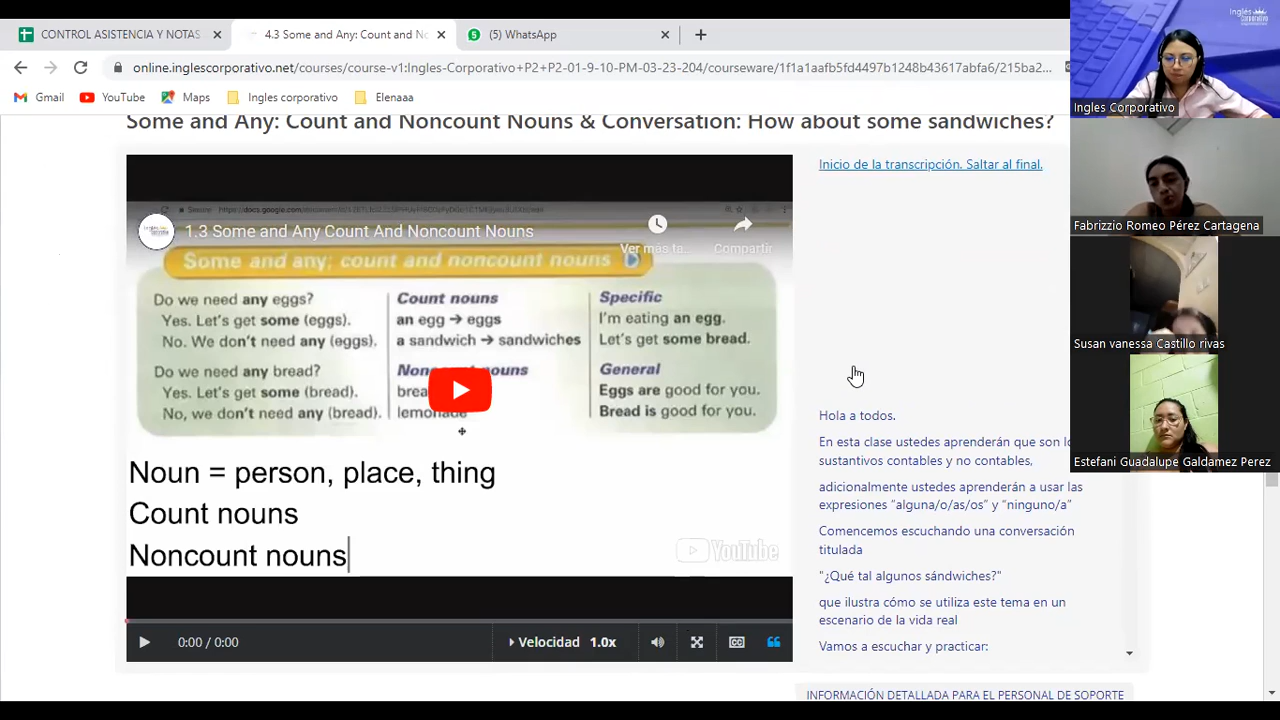 CONTROL ASISTENCIA Y NOTAS
4.3 Some and Any: Count and No
(5) WhatsApp
online.inglescorporativo.net/courses/course-v1:Ingles-Corporativo+P2+P2-01-9-10-PM-03-23-204/courseware/1f1a1aafb5fd4497b1248b43617abfa6/215ba2...
Gmail
YouTube
Maps
Ingles corporativo
Elenaaa
Some and Any: Count and Noncount Nouns & Conversation: How about some sandwiches?
1.3 Some and Any Count And Noncount Nouns
Ver más ta...
Compartir
Some and any; count and noncount nouns
Do we need any eggs?
Yes. Let's get some (eggs).
No. We don't need any (eggs).
Do we need any bread?
Yes. Let's get some (bread).
No, we don't need any (bread).
Count nouns
an egg → eggs
a sandwich → sandwiches
Noncount nouns
brea
lemonade
Specific
I'm eating an egg.
Let's get some bread.
General
Eggs are good for you.
Bread is good for you.
Noun = person, place, thing
Count nouns
Noncount nouns
YouTube
0:00 / 0:00
Velocidad 1.0x
Inicio de la transcripción. Saltar al final.
Hola a todos.
En esta clase ustedes aprenderán que son lo
sustantivos contables y no contables,
adicionalmente ustedes aprenderán a usar las
expresiones “alguna/o/as/os” y “ninguno/a”
Comencemos escuchando una conversación
titulada
"¿Qué tal algunos sándwiches?"
que ilustra cómo se utiliza este tema en un
escenario de la vida real
Vamos a escuchar y practicar:
INFORMACIÓN DETALLADA PARA EL PERSONAL DE SOPORTE
Inglés
Corporativo
Ingles Corporativo
Fabrizzio Romeo Pérez Cartagena
Susan vanessa Castillo rivas
Estefani Guadalupe Galdamez Perez